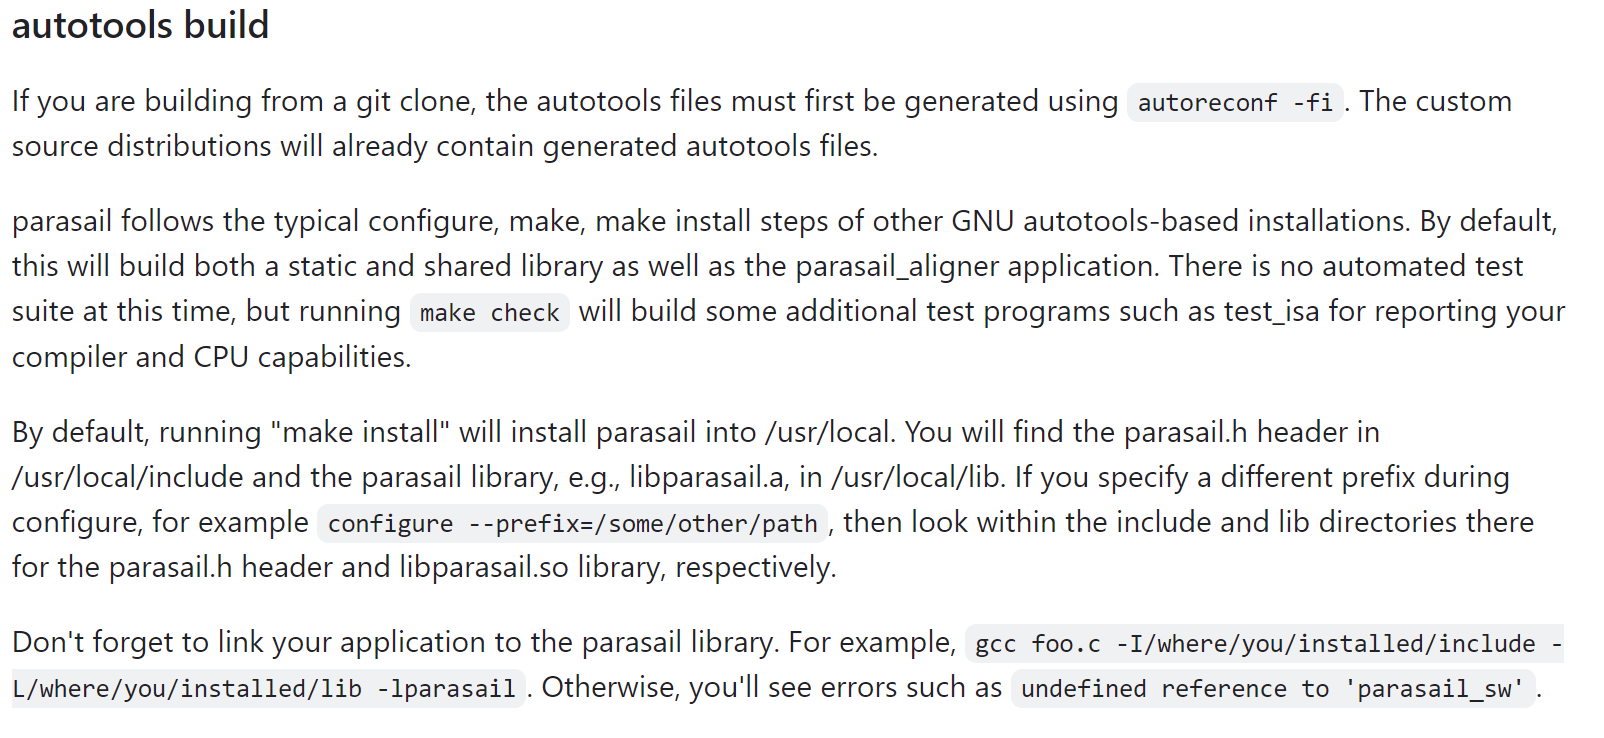 autotools build
If you are building from a git clone, the autotools files must first be generated using autoreconf -fi. The custom
source distributions will already contain generated autotools files.
parasail follows the typical configure, make, make install steps of other GNU autotools-based installations. By default,
this will build both a static and shared library as well as the parasail_aligner application. There is no automated test
suite at this time, but running make check will build some additional test programs such as test_isa for reporting your
compiler and CPU capabilities.
By default, running "make install" will install parasail into /usr/local. You will find the parasail.h header in
/usr/local/include and the parasail library, e.g., libparasail.a, in /usr/local/lib. If you specify a different prefix during
configure, for example configure --prefix=/some/other/path, then look within the include and lib directories there
for the parasail.h header and libparasail.so library, respectively.
Don't forget to link your application to the parasail library. For example, gcc foo.c -I/where/you/installed/include -
L/where/you/installed/lib -lparasail. Otherwise, you'll see errors such as undefined reference to 'parasail_sw'.